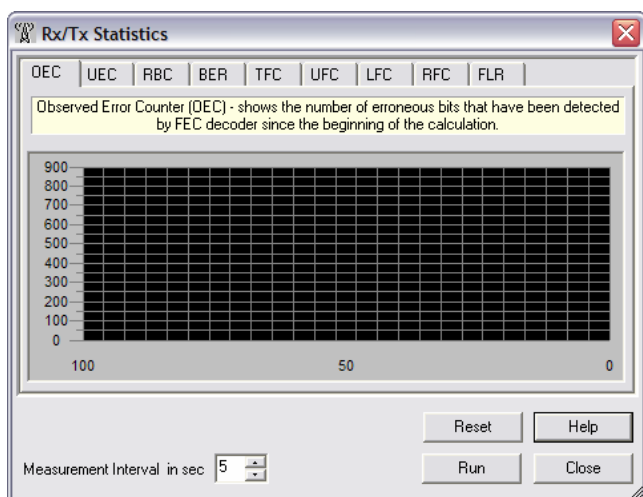 Rx/Tx Statistics
OEC UEC RBC BER TFC UFC LFC RFC FLR
Observed Error Counter (OEC) - shows the number of erroneous bits that have been detected
by FEC decoder since the beginning of the calculation.
900
800
700
600
500
400
300
200
100
0
100 50 0
Reset Help
Measurement Interval in sec 5 Run Close